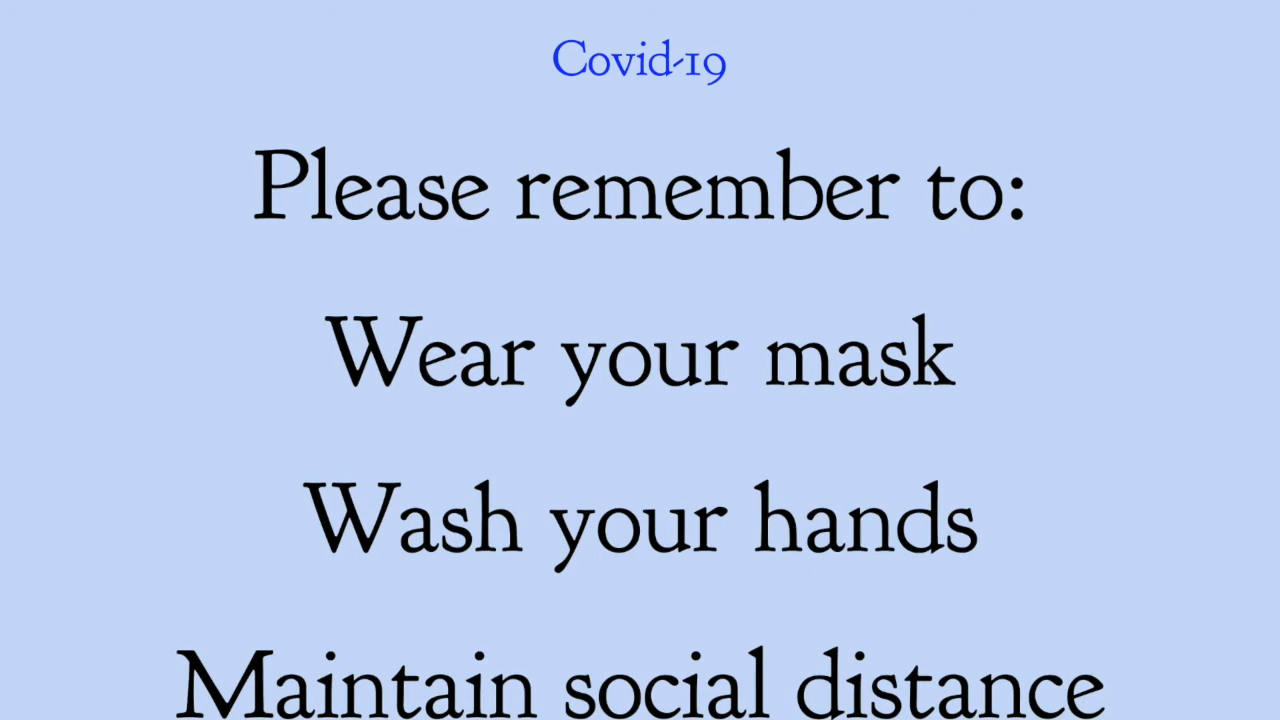 Covid-19
Please remember to:
Wear your mask
Wash your hands
Maintain social distance